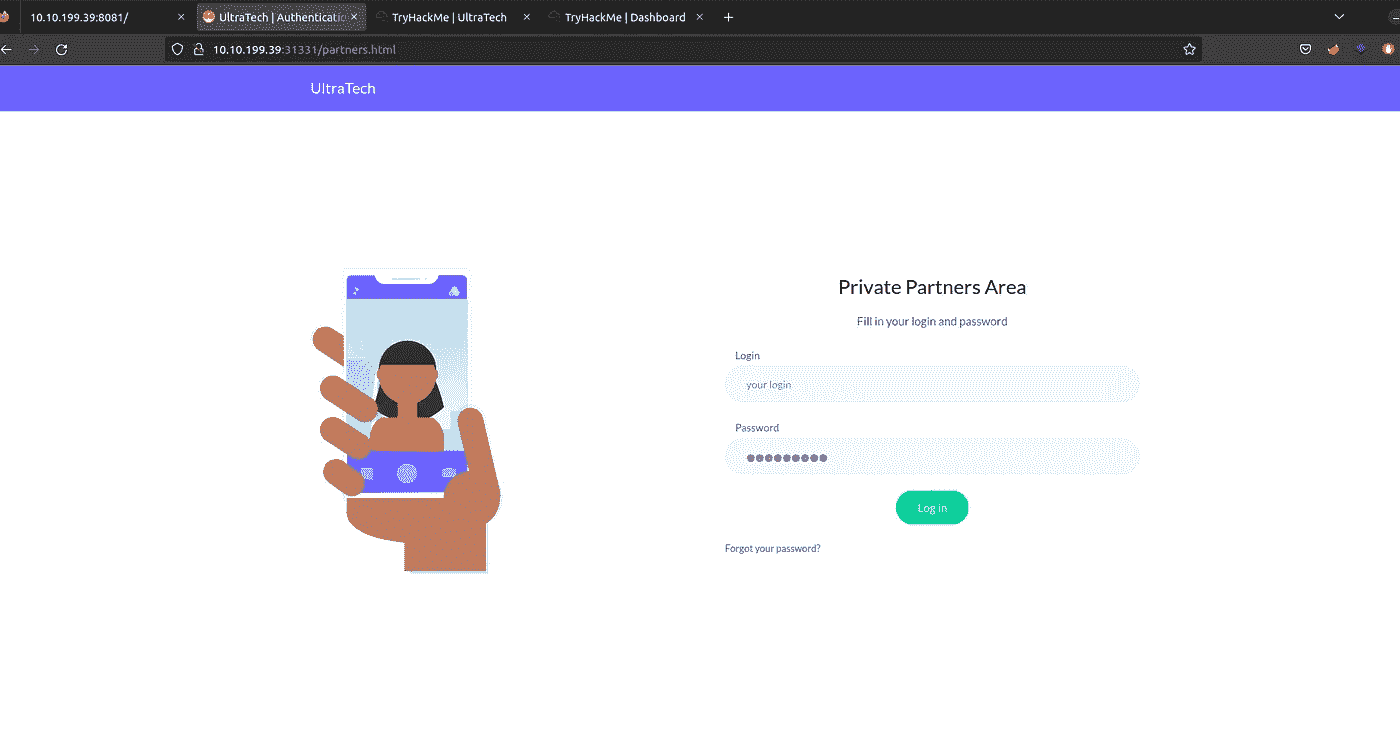 10.10.199.39:8081/
UltraTech | Authenticatic
TryHackMe | UltraTech
TryHackMe | Dashboard
10.10.199.39:31331/partners.html
UltraTech
Private Partners Area
Fill in your login and password
Login
your login
Password
Log in
Forgot your password?